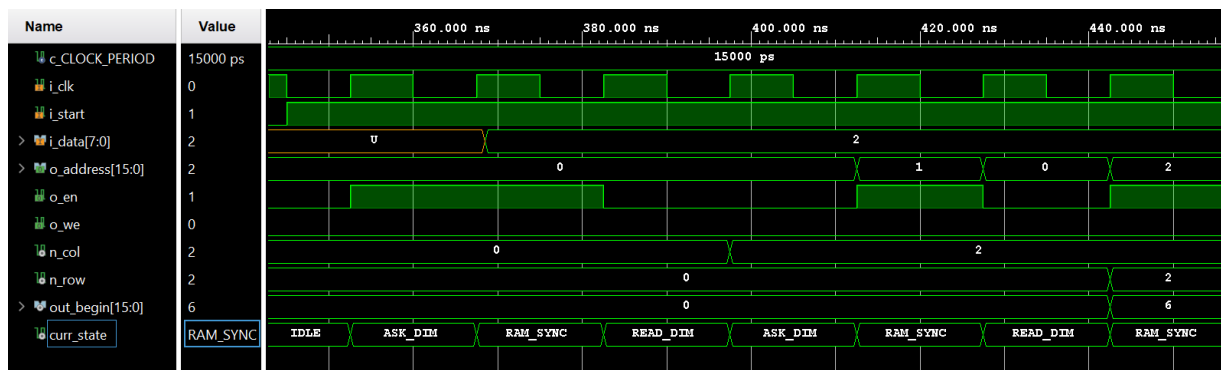 Name Value 360.000 ns 380.000 ns 400.000 ns 420.000 ns 440.000 ns
c_CLOCK_PERIOD 15000 ps 15000 ps
i_clk 0
i_start 1
i_data[7:0] 2 U 2
o_address[15:0] 2 0 1 0 2
o_en 1
o_we 0
n_col 2 0 2
n_row 2 0 2
out_begin[15:0] 6 0 6
curr_state RAM_SYNC IDLE ASK_DIM RAM_SYNC READ_DIM ASK_DIM RAM_SYNC READ_DIM RAM_SYNC